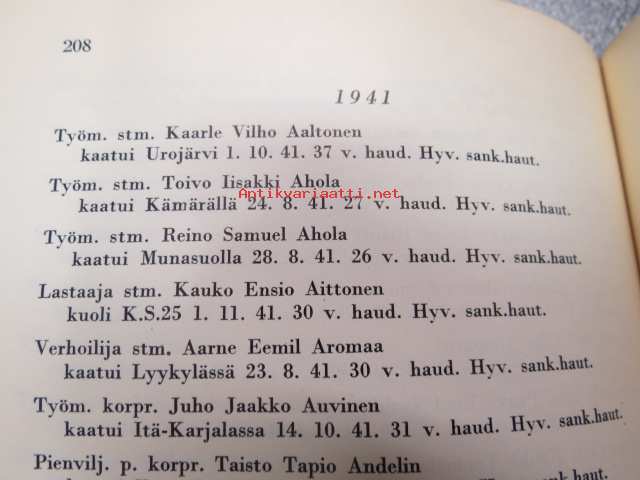 208
1941
Työm. stm. Kaarle Vilho Aaltonen
kaatui Urojärvi 1. 10. 41. 37 v. haud. Hyv. sank.haut.
Työm. stm. Toivo Iisakki Ahola
Antikvariaatti.net
kaatui Kämärällä 24. 8. 41. 27 v. haud. Hyv. sank.haut.
Työm. stm. Reino Samuel Ahola
kaatui Munasuolla 28. 8. 41. 26 v. haud. Hyv. sank.haut.
Lastaaja stm. Kauko Ensio Aittonen
kuoli K.S.25 1. 11. 41. 30 v. haud. Hyv. sank.haut.
Verhoilija stm. Aarne Eemil Aromaa
kaatui Lyykylässä 23. 8. 41. 30 v. haud. Hyv. sank.haut.
Työm. korpr. Juho Jaakko Auvinen
kaatui Itä-Karjalassa 14. 10. 41. 31 v. haud. Hyv. sank.haut.
Pienvilj. p. korpr. Taisto Tapio Andelin
sank.haut.